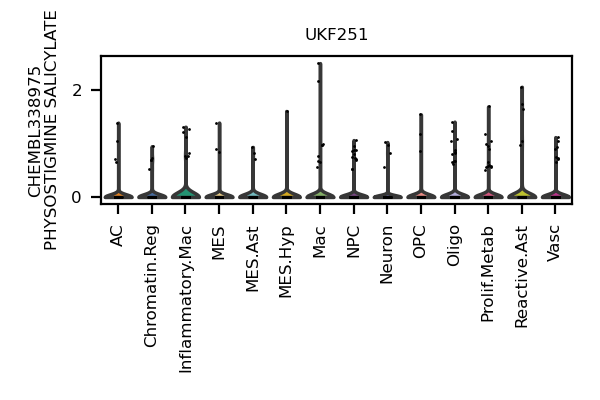 UKF251
CHEMBL338975
PHYSOSTIGMINE SALICYLATE
2
0
AC
Chromatin.Reg
Inflammatory.Mac
MES
MES.Ast
MES.Hyp
Mac
NPC
Neuron
OPC
Oligo
Prolif.Metab
Reactive.Ast
Vasc